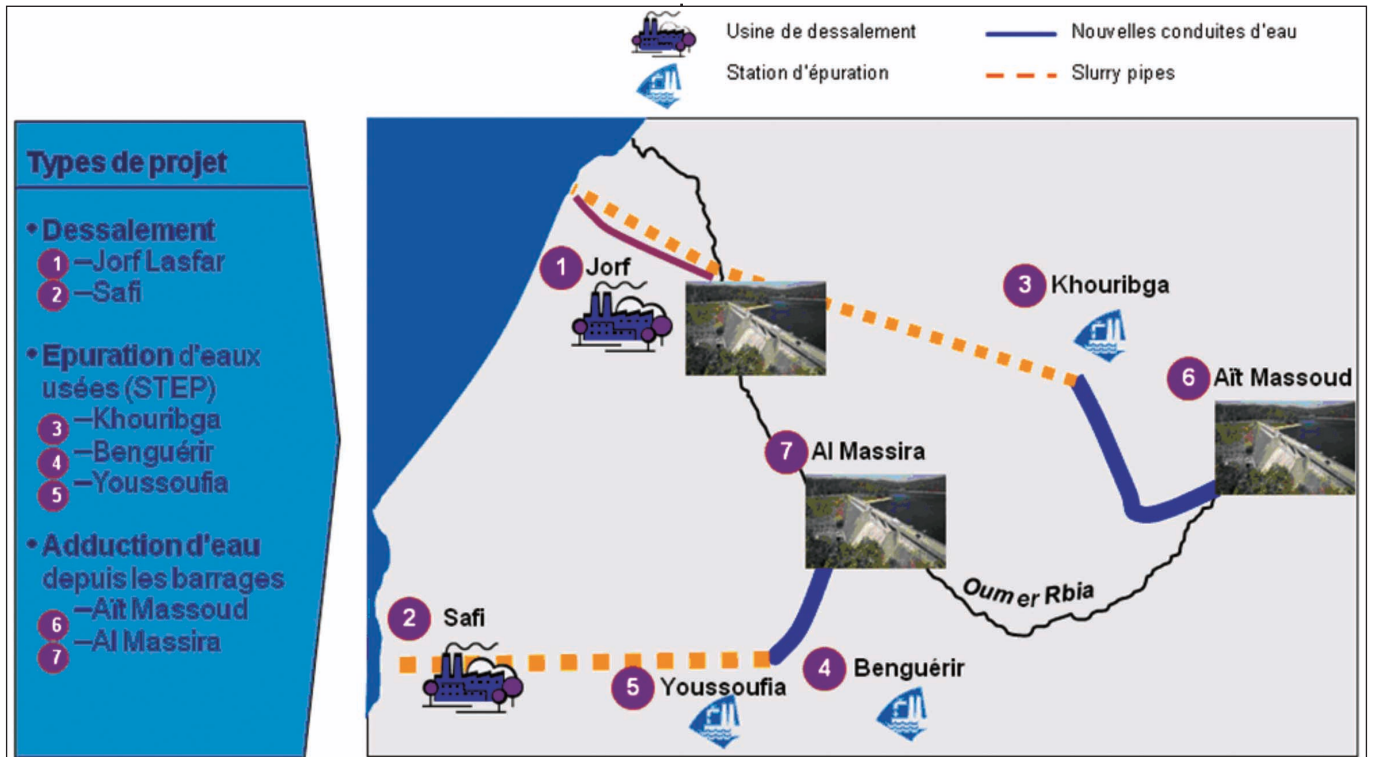 Usine de dessalement
Nouvelles conduites d'eau
Station d'épuration
Slurry pipes
Types de projet
• Dessalement
1 –Jorf Lasfar
2 –Safi
• Epuration d'eaux
usées (STEP)
3 –Khouribga
4 –Benguérir
5 –Youssoufia
• Adduction d'eau
depuis les barrages
6 –Aït Massoud
7 –Al Massira
1 Jorf
3 Khouribga
6 Aït Massoud
7 Al Massira
Oum er Rbia
2 Safi
5 Youssoufia
4 Benguérir